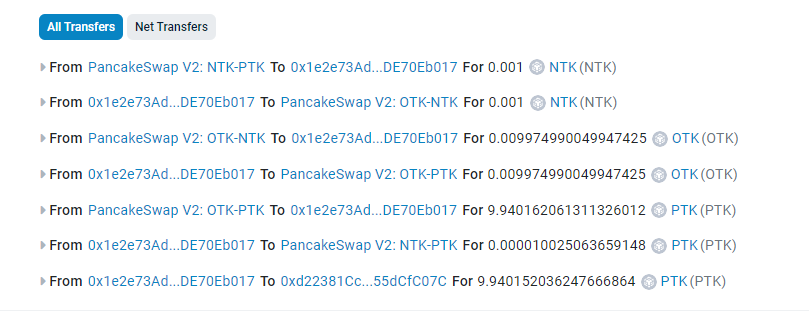 All Transfers Net Transfers
From PancakeSwap V2: NTK-PTK To 0x1e2e73Ad...DE70Eb017 For 0.001 NTK (NTK)
From 0x1e2e73Ad...DE70Eb017 To PancakeSwap V2: OTK-NTK For 0.001 NTK (NTK)
From PancakeSwap V2: OTK-NTK To 0x1e2e73Ad...DE70Eb017 For 0.009974990049947425 OTK (OTK)
From 0x1e2e73Ad...DE70Eb017 To PancakeSwap V2: OTK-PTK For 0.009974990049947425 OTK (OTK)
From PancakeSwap V2: OTK-PTK To 0x1e2e73Ad...DE70Eb017 For 9.940162061311326012 PTK (PTK)
From 0x1e2e73Ad...DE70Eb017 To PancakeSwap V2: NTK-PTK For 0.000010025063659148 PTK (PTK)
From 0x1e2e73Ad...DE70Eb017 To 0xd22381Cc...55dCfC07C For 9.940152036247666864 PTK (PTK)